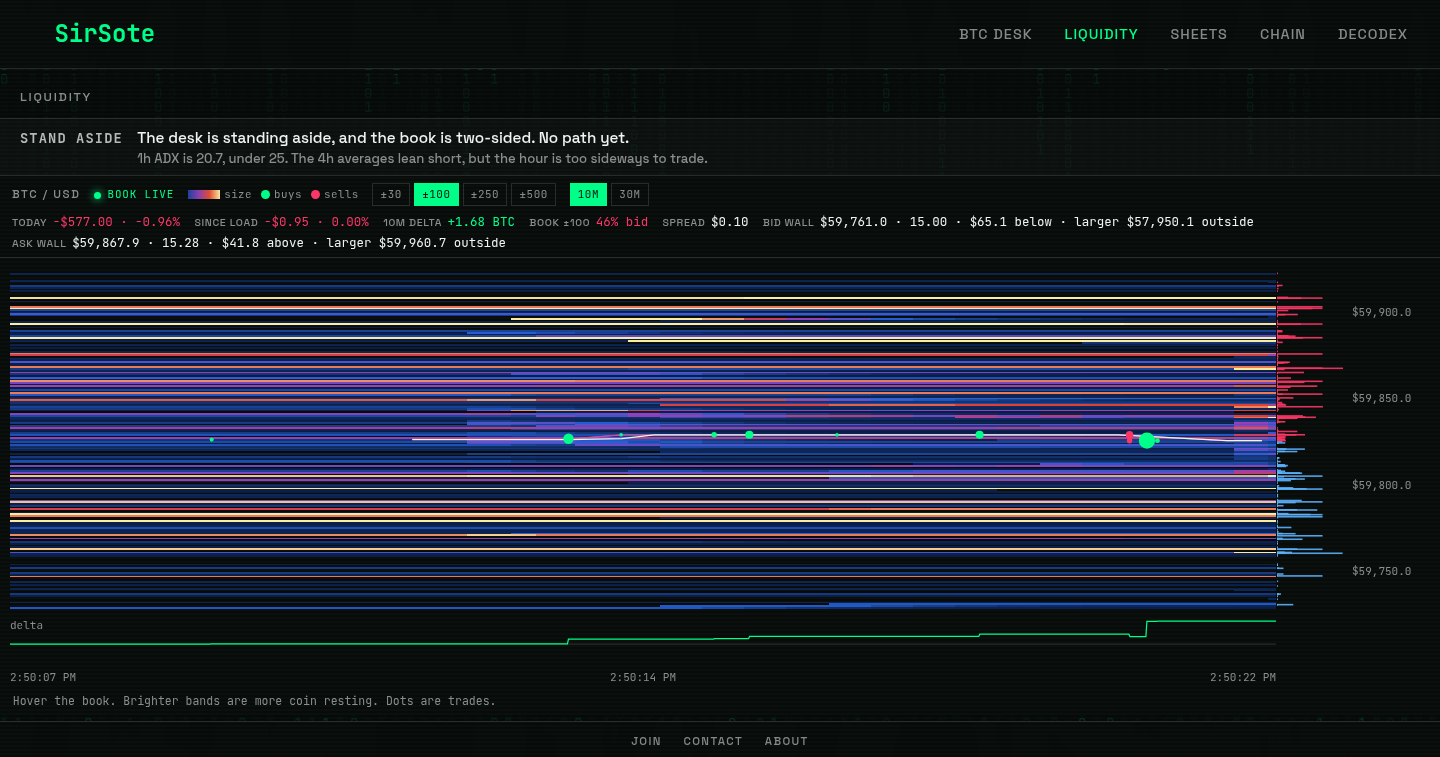 SirSote
BTC DESK LIQUIDITY SHEETS CHAIN DECODEX
LIQUIDITY
STAND ASIDE The desk is standing aside, and the book is two-sided. No path yet.
1h ADX is 20.7, under 25. The 4h averages lean short, but the hour is too sideways to trade.
BTC / USD BOOK LIVE size buys sells ±30 ±100 ±250 ±500 10M 30M
TODAY -$577.00 · -0.96% SINCE LOAD -$0.95 · 0.00% 10M DELTA +1.68 BTC BOOK ±100 46% bid SPREAD $0.10 BID WALL $59,761.0 · 15.00 · $65.1 below · larger $57,950.1 outside
ASK WALL $59,867.9 · 15.28 · $41.8 above · larger $59,960.7 outside
$59,900.0
$59,850.0
$59,800.0
$59,750.0
delta
2:50:07 PM 2:50:14 PM 2:50:22 PM
Hover the book. Brighter bands are more coin resting. Dots are trades.
JOIN CONTACT ABOUT